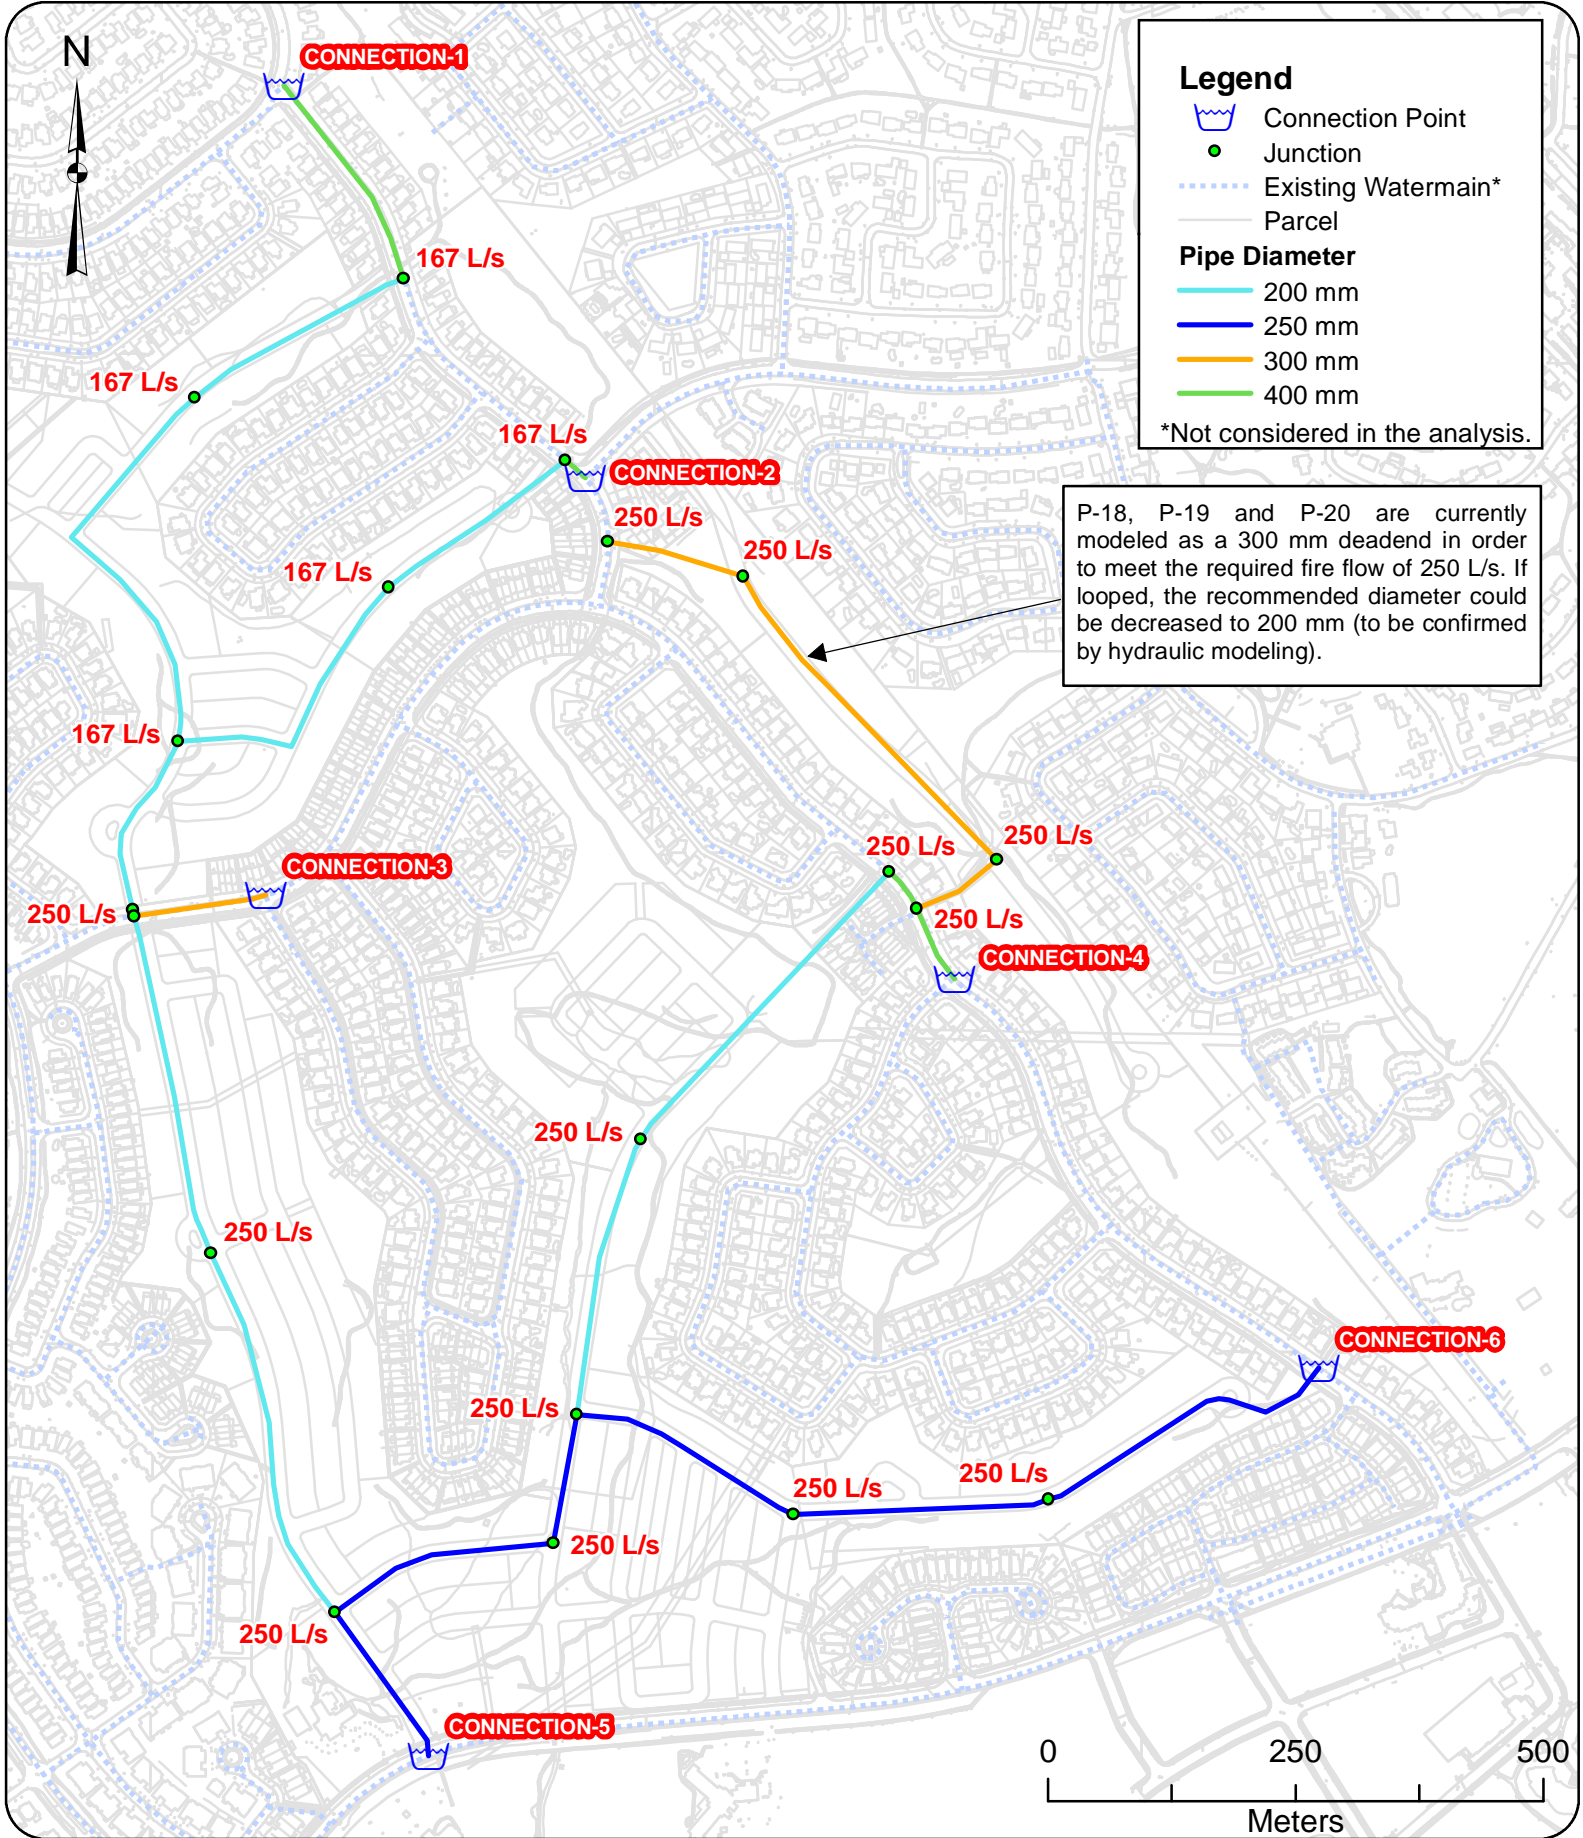 N
CONNECTION-1
Legend
Connection Point
Junction
Existing Watermain*
Parcel
Pipe Diameter
200 mm
250 mm
300 mm
400 mm
*Not considered in the analysis.
167 L/s
167 L/s
167 L/s
CONNECTION-2
250 L/s
250 L/s
P-18, P-19 and P-20 are currently
modeled as a 300 mm deadend in order
to meet the required fire flow of 250 L/s. If
looped, the recommended diameter could
be decreased to 200 mm (to be confirmed
by hydraulic modeling).
167 L/s
167 L/s
250 L/s
250 L/s
CONNECTION-3
250 L/s
250 L/s
CONNECTION-4
250 L/s
250 L/s
CONNECTION-6
250 L/s
250 L/s
250 L/s
250 L/s
250 L/s
CONNECTION-5
0 250 500
Meters